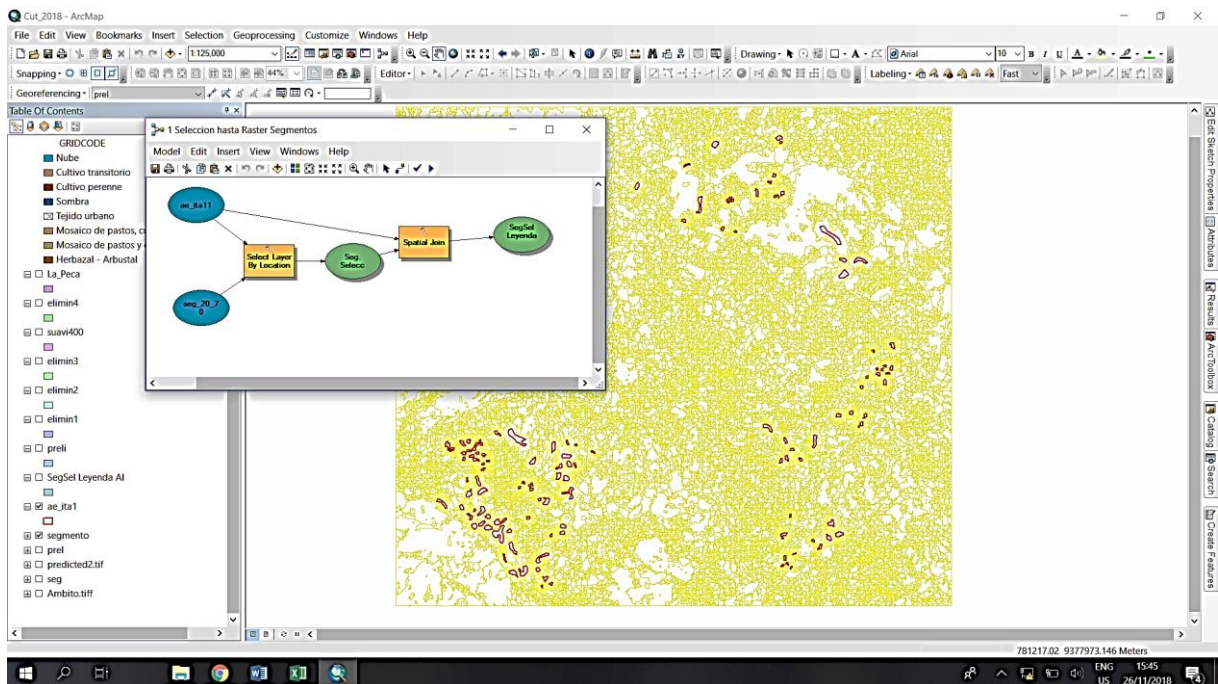 Cut_2018 - ArcMap
File Edit View Bookmarks Insert Selection Geoprocessing Customize Windows Help
1:125,000
Drawing
Arial
10
B I U A
Snapping
44%
Editor
Labeling
Fast
Georeferencing
prel
Table Of Contents
GRIDCODE
Nube
Cultivo transitorio
Cultivo perenne
Sombra
Tejido urbano
Mosaico de pastos, c
Mosaico de pastos y
Herbazal - Arbustal
La_Peca
elimin4
suavi400
elimin3
elimin2
elimin1
preli
SegSel Leyenda AI
ae_ita1
segmento
prel
predicted2.tif
seg
Ambito.tiff
1 Seleccion hasta Raster Segmentos
Model Edit Insert View Windows Help
ae_ita11
Select Layer
By Location
seg_20_7
0
Seg.
Selecc
Spatial Join
SegSel
Leyenda
Edit Sketch Properties
Attributes
Results
ArcToolbox
Catalog
Search
Create Features
781217.02 9377973.146 Meters
ENG
US
15:45
26/11/2018